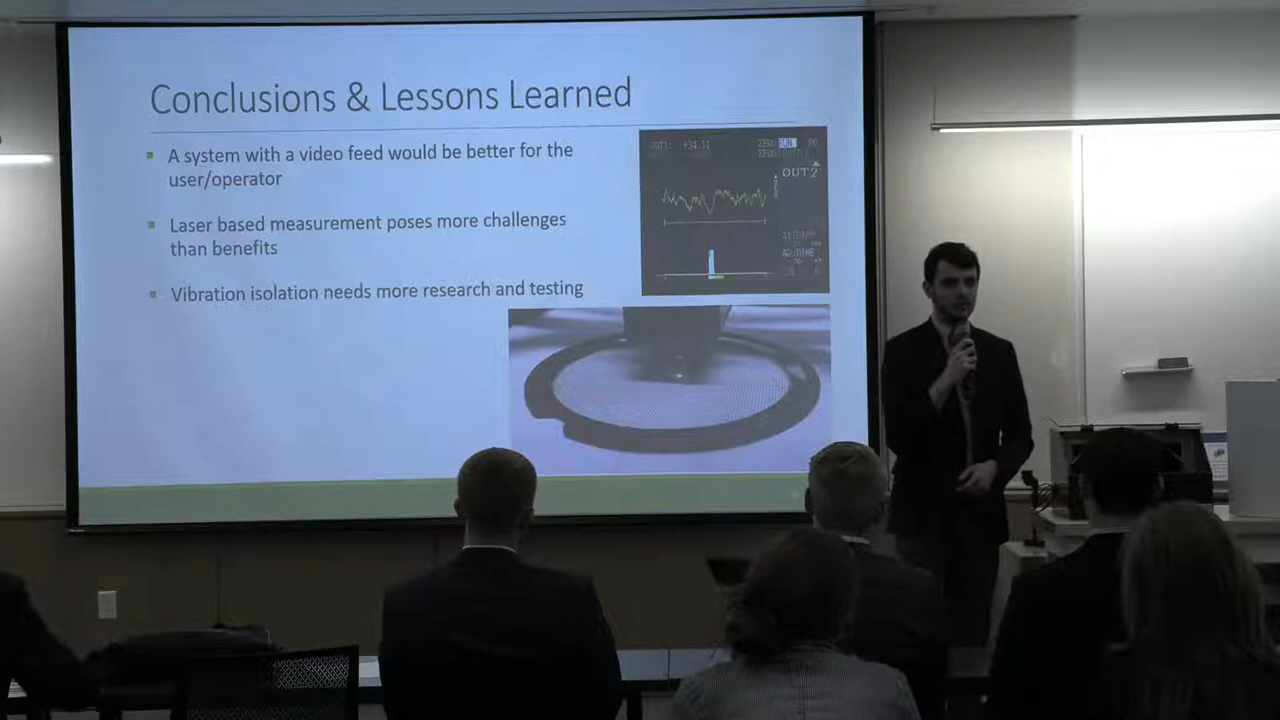 Conclusions & Lessons Learned
A system with a video feed would be better for the
user/operator
Laser based measurement poses more challenges
than benefits
Vibration isolation needs more research and testing
OUT2